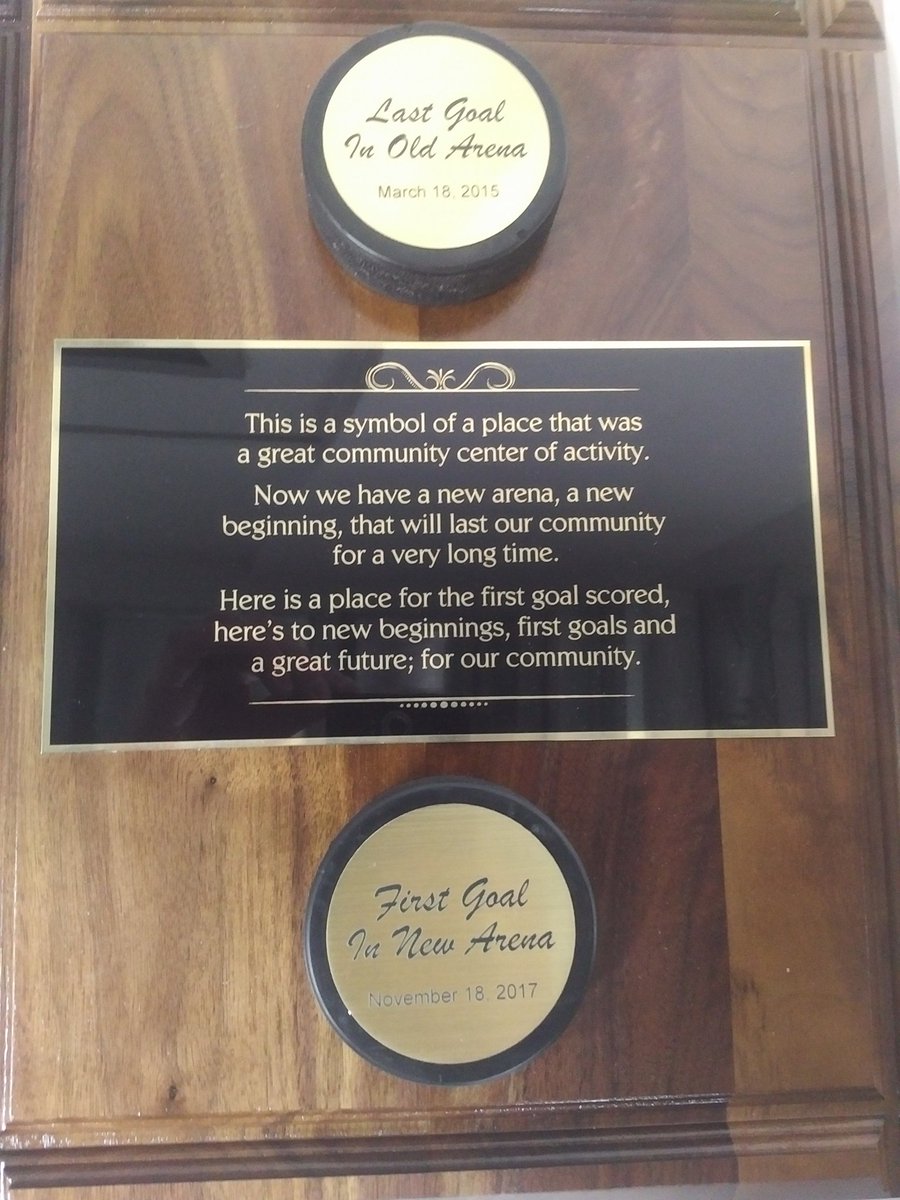 Last Goal
In Old Arena
March 18, 2015
This is a symbol of a place that was
a great community center of activity.
Now we have a new arena, a new
beginning, that will last our community
for a very long time.
Here is a place for the first goal scored,
here's to new beginnings, first goals and
a great future; for our community.
First Goal
In New Arena
November 18, 2017